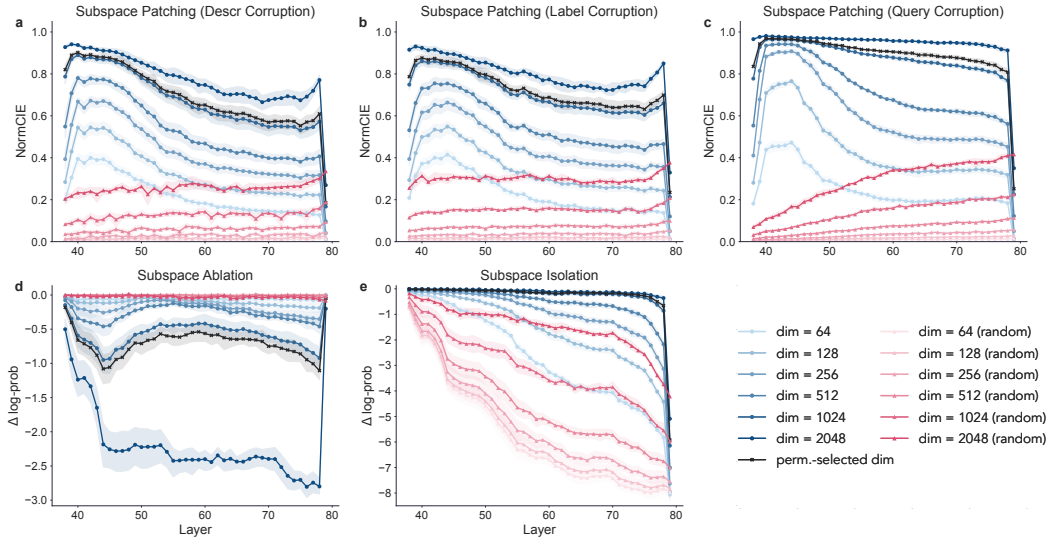 a Subspace Patching (Descr Corruption)
1.0
0.8
0.6
0.4
0.2
0.0
NormCIE
40 50 60 70 80
b Subspace Patching (Label Corruption)
1.0
0.8
0.6
0.4
0.2
0.0
NormCIE
40 50 60 70 80
c Subspace Patching (Query Corruption)
1.0
0.8
0.6
0.4
0.2
0.0
NormCIE
40 50 60 70 80
d Subspace Ablation
0.0
−0.5
−1.0
−1.5
−2.0
−2.5
−3.0
Δ log-prob
40 50 60 70 80
Layer
e Subspace Isolation
0
−1
−2
−3
−4
−5
−6
−7
−8
Δ log-prob
40 50 60 70 80
Layer
dim = 64
dim = 128
dim = 256
dim = 512
dim = 1024
dim = 2048
perm.-selected dim
dim = 64 (random)
dim = 128 (random)
dim = 256 (random)
dim = 512 (random)
dim = 1024 (random)
dim = 2048 (random)